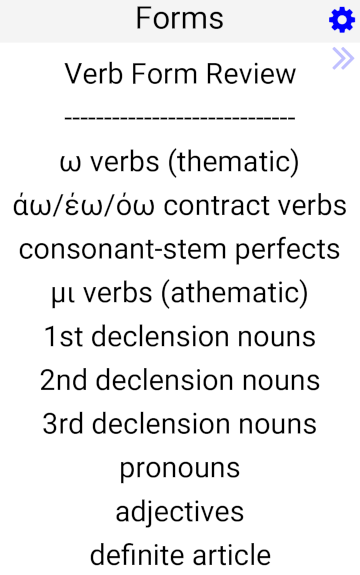 Forms
Verb Form Review
-----------------------------
ω verbs (thematic)
άω/έω/όω contract verbs
consonant-stem perfects
μι verbs (athematic)
1st declension nouns
2nd declension nouns
3rd declension nouns
pronouns
adjectives
definite article